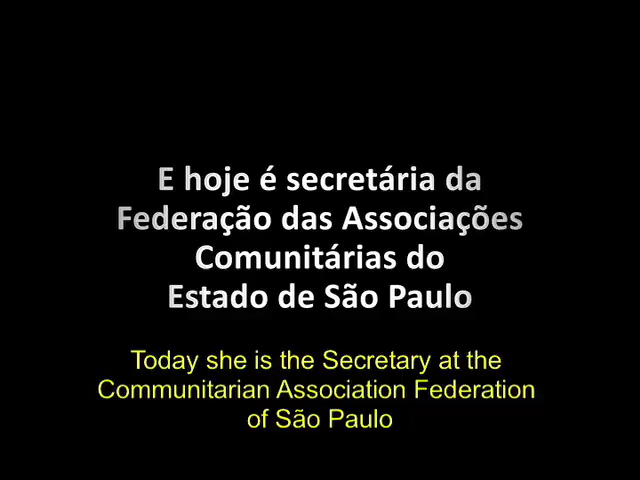 E hoje é secretária da
Federação das Associações
Comunitárias do
Estado de São Paulo
Today she is the Secretary at the
Communitarian Association Federation
of São Paulo